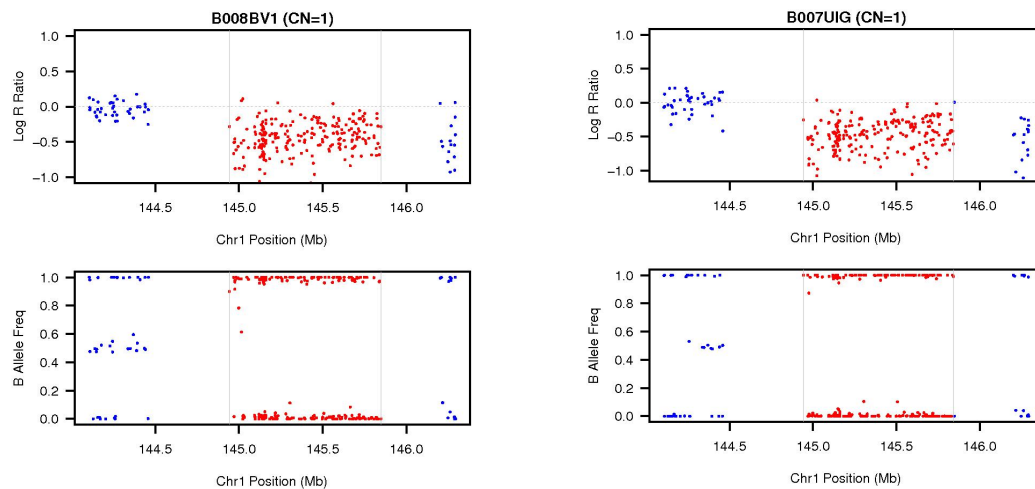 B008BV1 (CN=1)
Log R Ratio
1.0
0.5
0.0
−0.5
−1.0
144.5 145.0 145.5 146.0
Chr1 Position (Mb)
B Allele Freq
1.0
0.8
0.6
0.4
0.2
0.0
144.5 145.0 145.5 146.0
Chr1 Position (Mb)
B007UIG (CN=1)
Log R Ratio
1.0
0.5
0.0
−0.5
−1.0
144.5 145.0 145.5 146.0
Chr1 Position (Mb)
B Allele Freq
1.0
0.8
0.6
0.4
0.2
0.0
144.5 145.0 145.5 146.0
Chr1 Position (Mb)